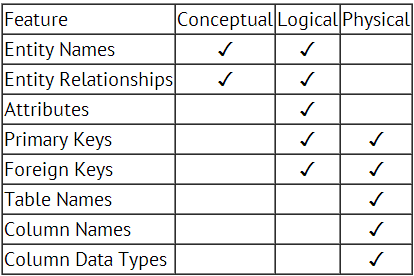 Feature Conceptual Logical Physical
Entity Names ✓ ✓
Entity Relationships ✓ ✓
Attributes ✓
Primary Keys ✓ ✓
Foreign Keys ✓ ✓
Table Names ✓
Column Names ✓
Column Data Types ✓